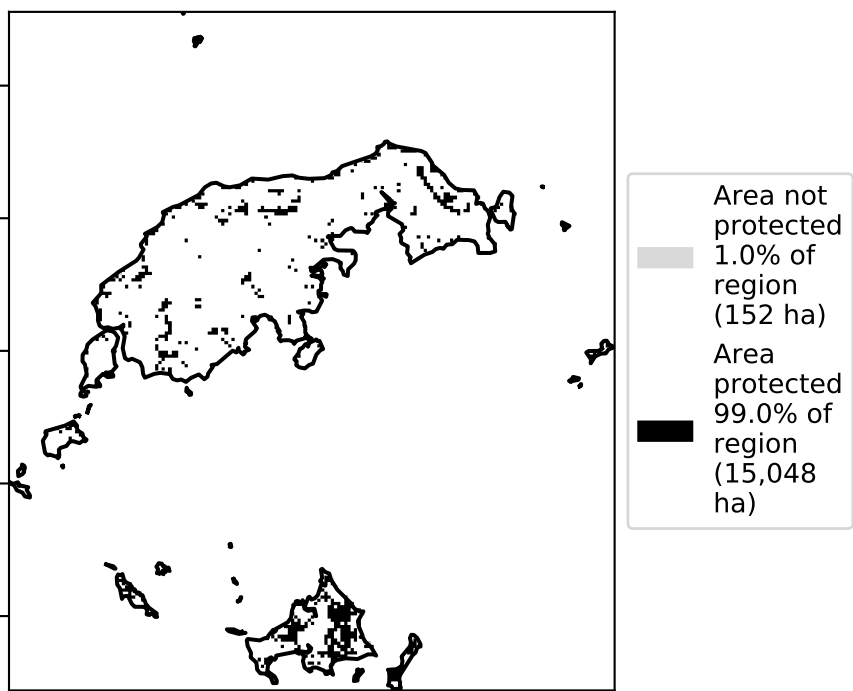 Area not
protected
1.0% of
region
(152 ha)
Area
protected
99.0% of
region
(15,048
ha)